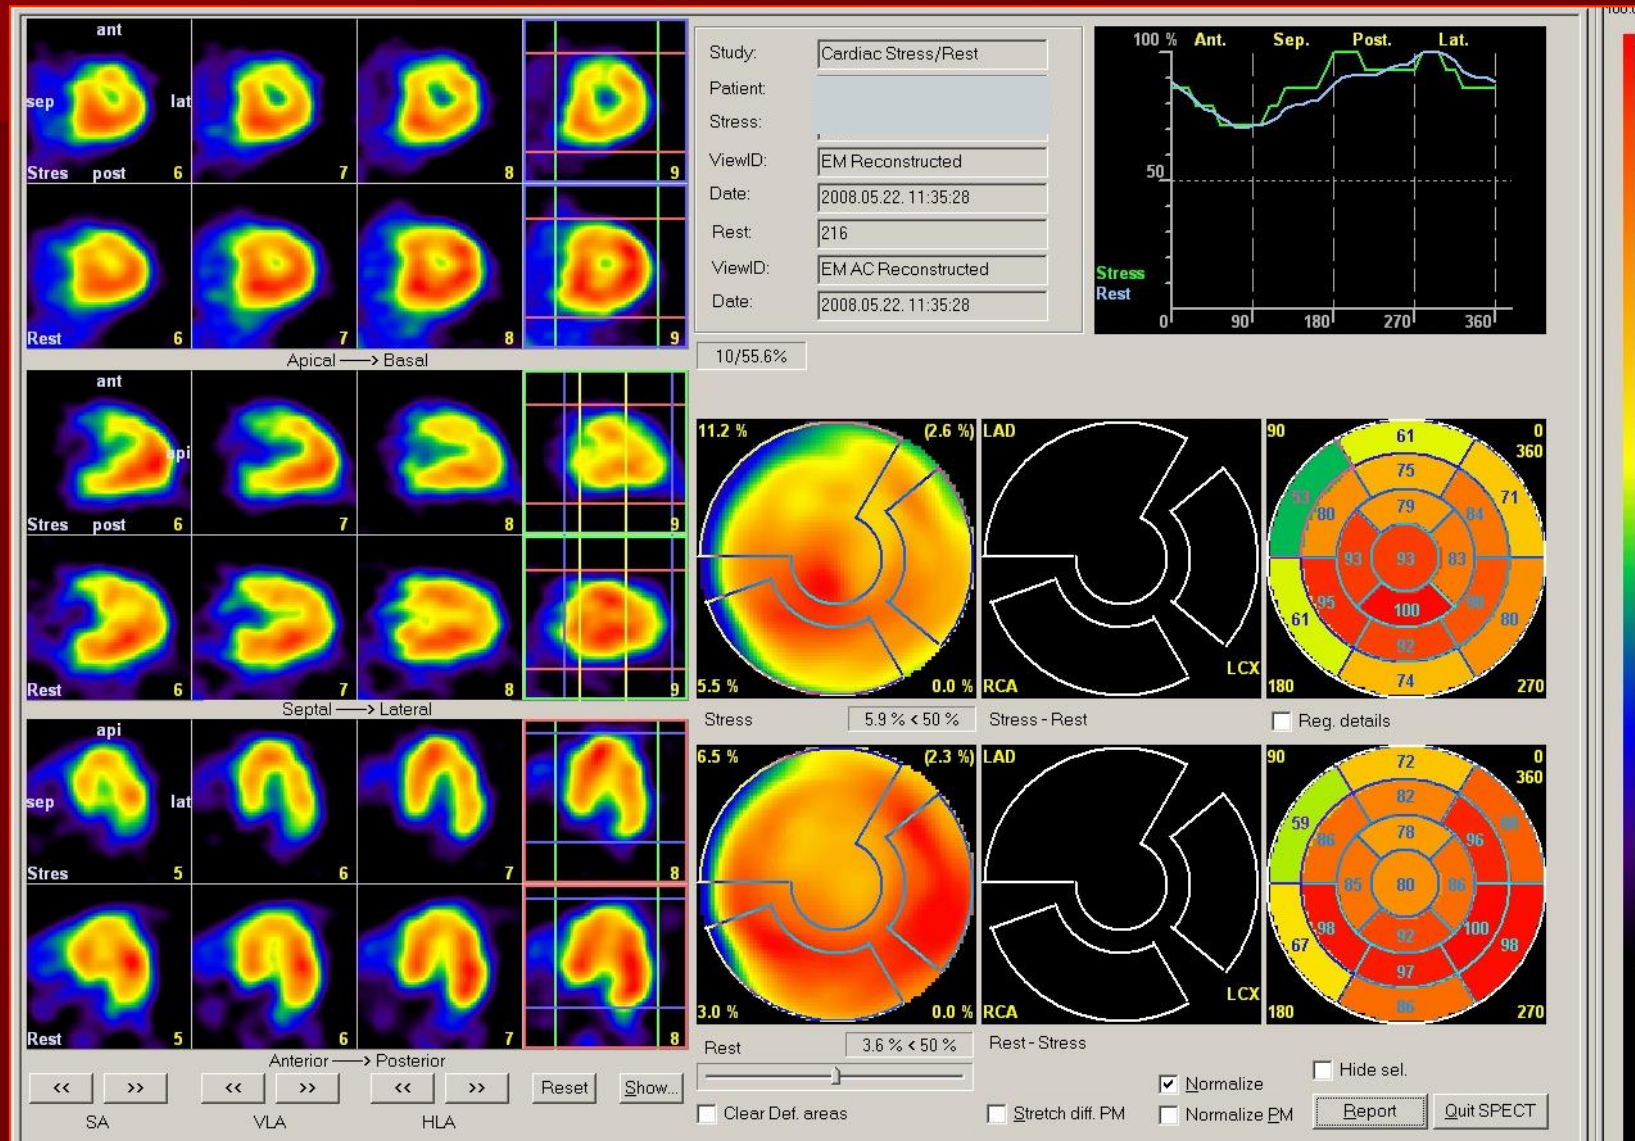 ant
sep
lat
Stres post 6
7
8
9
Rest 6
7
8
9
Apical ----> Basal
ant
api
Stres post 6
7
8
9
Rest 6
7
8
9
Septal ----> Lateral
api
sep
lat
Stres 5
6
7
8
Rest 5
6
7
8
Anterior ----> Posterior
<< >> << >> << >> Reset Show...
SA VLA HLA
Study: Cardiac Stress/Rest
Patient:
Stress:
ViewID: EM Reconstructed
Date: 2008.05.22. 11:35:28
Rest: 216
ViewID: EM AC Reconstructed
Date: 2008.05.22. 11:35:28
10/55.6%
100 % Ant. Sep. Post. Lat.
50
Stress
Rest
0 90 180 270 360
11.2 % (2.6 %)
5.5 % 0.0 %
Stress 5.9 % < 50 %
LAD
LCX
RCA
Stress - Rest
90 0
360
61
75
53 80 79 84 71
93 93 83
61 95 100 80
92
74
180 270
Reg. details
6.5 % (2.3 %)
3.0 % 0.0 %
Rest 3.6 % < 50 %
LAD
LCX
RCA
Rest - Stress
90 0
360
72
82
59 86 78 96
85 80 86
67 98 92 100 98
97
86
180 270
Hide sel.
Clear Def. areas
Stretch diff. PM
Normalize
Normalize PM
Report
Quit SPECT